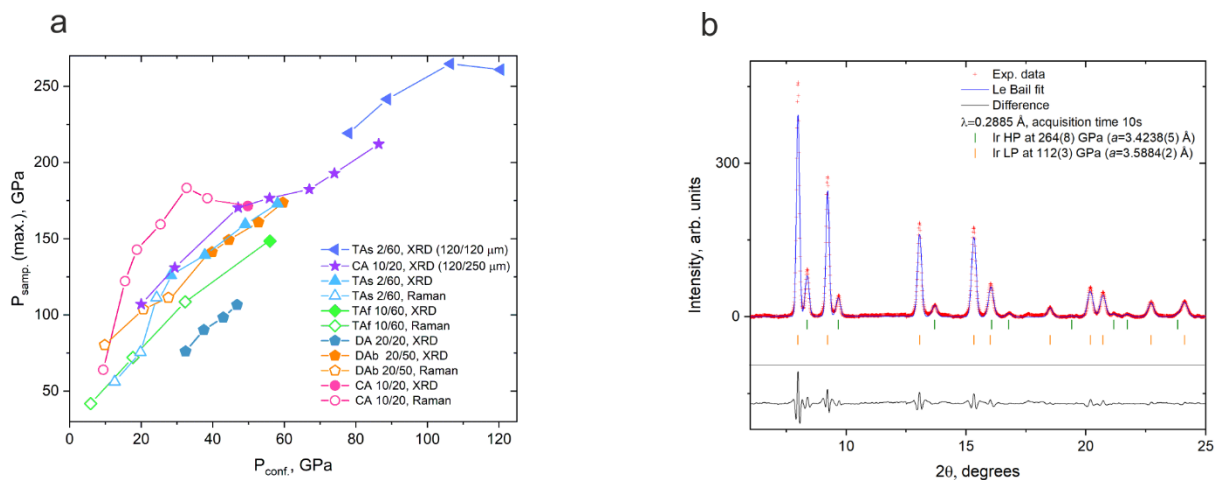 a
P_samp. (max.), GPa
250
200
150
100
50
0
20
40
60
80
100
120
P_conf., GPa
TAs 2/60, XRD (120/120 µm)
CA 10/20, XRD (120/250 µm)
TAs 2/60, XRD
TAs 2/60, Raman
TAf 10/60, XRD
TAf 10/60, Raman
DA 20/20, XRD
DAb 20/50, XRD
DAb 20/50, Raman
CA 10/20, XRD
CA 10/20, Raman
b
Intensity, arb. units
300
0
Exp. data
Le Bail fit
Difference
λ=0.2885 Å, acquisition time 10s
Ir HP at 264(8) GPa (a=3.4238(5) Å)
Ir LP at 112(3) GPa (a=3.5884(2) Å)
10
15
20
25
2θ, degrees